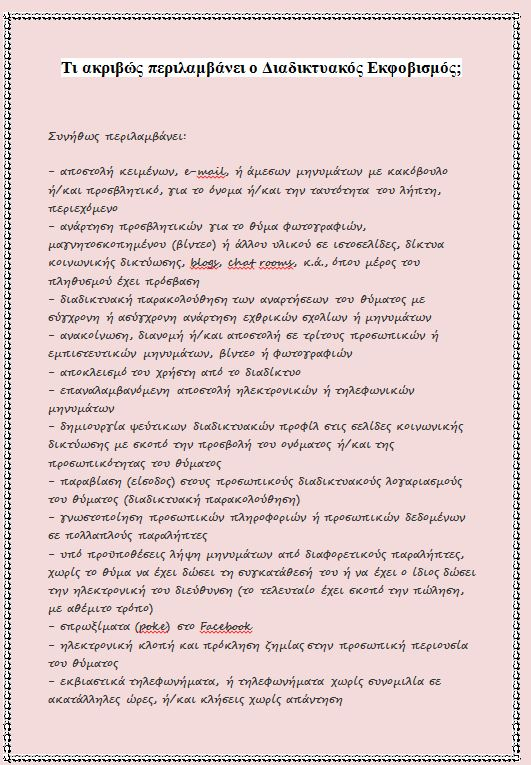 Τι ακριβώς περιλαμβάνει ο Διαδικτυακός Εκφοβισμός;
Συνήθως περιλαμβάνει:
- αποστολή κειμένων, e-mail, ή άμεσων μηνυμάτων με κακόβουλο
ή/και προσβλητικό, για το όνομα ή/και την ταυτότητα του λήπτη,
περιεχόμενο
- ανάρτηση προσβλητικών για το θύμα φωτογραφιών,
μαγνητοσκοπημένου (βίντεο) ή άλλου υλικού σε ιστοσελίδες, δίκτυα
κοινωνικής δικτύωσης, blogs, chat rooms, κ.ά., όπου μέρος του
πληθυσμού έχει πρόσβαση
- διαδικτυακή παρακολούθηση των αναρτήσεων του θύματος με
σύγχρονη ή ασύγχρονη ανάρτηση εχθρικών σχολίων ή μηνυμάτων
- ανακοίνωση, διανομή ή/και αποστολή σε τρίτους προσωπικών ή
εμπιστευτικών μηνυμάτων, βίντεο ή φωτογραφιών
- αποκλεισμό του χρήστη από το διαδίκτυο
- επαναλαμβανόμενη αποστολή ηλεκτρονικών ή τηλεφωνικών
μηνυμάτων
- δημιουργία ψεύτικων διαδικτυακών προφίλ στις σελίδες κοινωνικής
δικτύωσης με σκοπό την προσβολή του ονόματος ή/και της
προσωπικότητας του θύματος
- παραβίαση (είσοδος) στους προσωπικούς διαδικτυακούς λογαριασμούς
του θύματος (διαδικτυακή παρακολούθηση)
- γνωστοποίηση προσωπικών πληροφοριών ή προσωπικών δεδομένων
σε πολλαπλούς παραλήπτες
- υπό προϋποθέσεις λήψη μηνυμάτων από διαφορετικούς παραλήπτες,
χωρίς το θύμα να έχει δώσει τη συγκατάθεσή του ή να έχει ο ίδιος δώσει
την ηλεκτρονική του διεύθυνση (το τελευταίο έχει σκοπό την πώληση,
με αθέμιτο τρόπο)
- σπρωξίματα (poke) στο Facebook
- ηλεκτρονική κλοπή και πρόκληση ζημίας στην προσωπική περιουσία
του θύματος
- εκβιαστικά τηλεφωνήματα, ή τηλεφωνήματα χωρίς συνομιλία σε
ακατάλληλες ώρες, ή/και κλήσεις χωρίς απάντηση